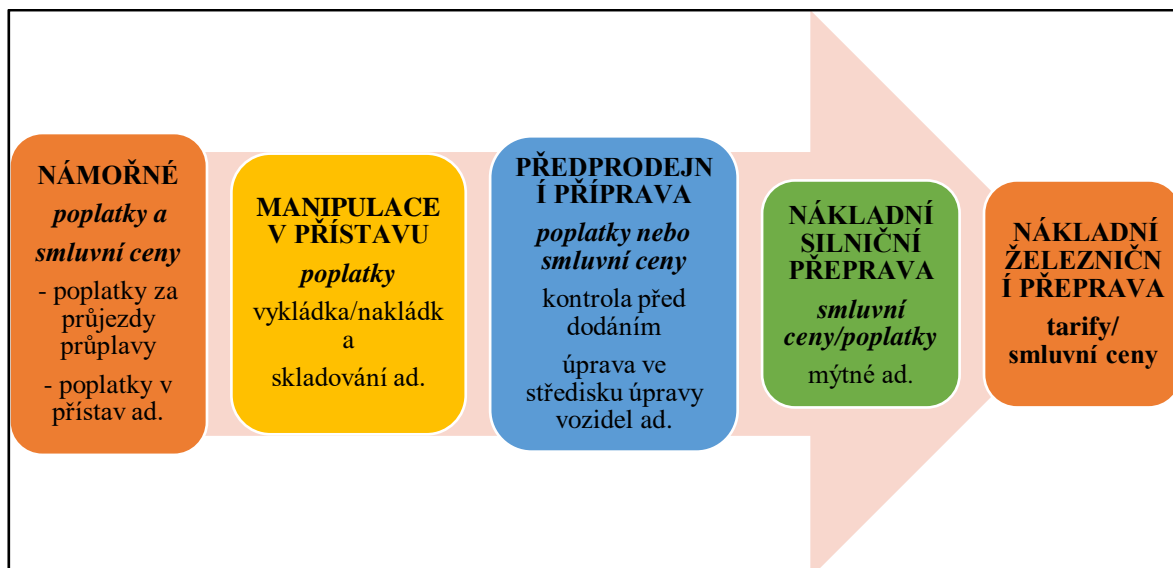 NÁMOŘNÉ
poplatky a
smluvní ceny
- poplatky za
průjezdy
průplavy
- poplatky v
přístav ad.
MANIPULACE
V PŘÍSTAVU
poplatky
vykládka/nakládk
a
skladování ad.
PŘEDPRODEJN
Í PŘÍPRAVA
poplatky nebo
smluvní ceny
kontrola před
dodáním
úprava ve
středisku úpravy
vozidel ad.
NÁKLADNÍ
SILNIČNÍ
PŘEPRAVA
smluvní
ceny/poplatky
mýtné ad.
NÁKLADNÍ
ŽELEZNIČN
Í PŘEPRAVA
tarify/
smluvní ceny